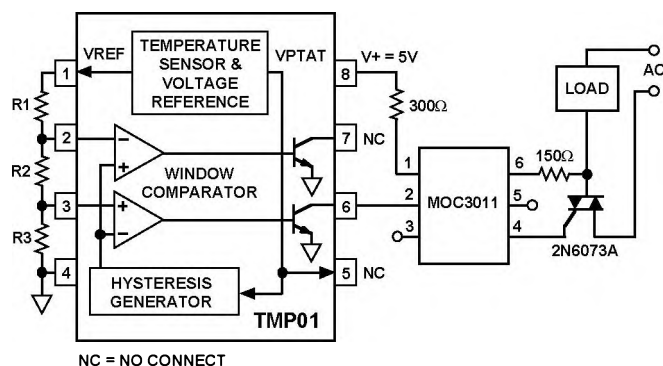 VREF
TEMPERATURE
SENSOR &
VOLTAGE
REFERENCE
VPTAT
V+ = 5V
1
8
R1
300Ω
LOAD
AC
2
7
NC
R2
WINDOW
COMPARATOR
1
6
150Ω
3
6
2
MOC3011
5
R3
3
4
2N6073A
4
HYSTERESIS
GENERATOR
5
NC
TMP01
NC = NO CONNECT